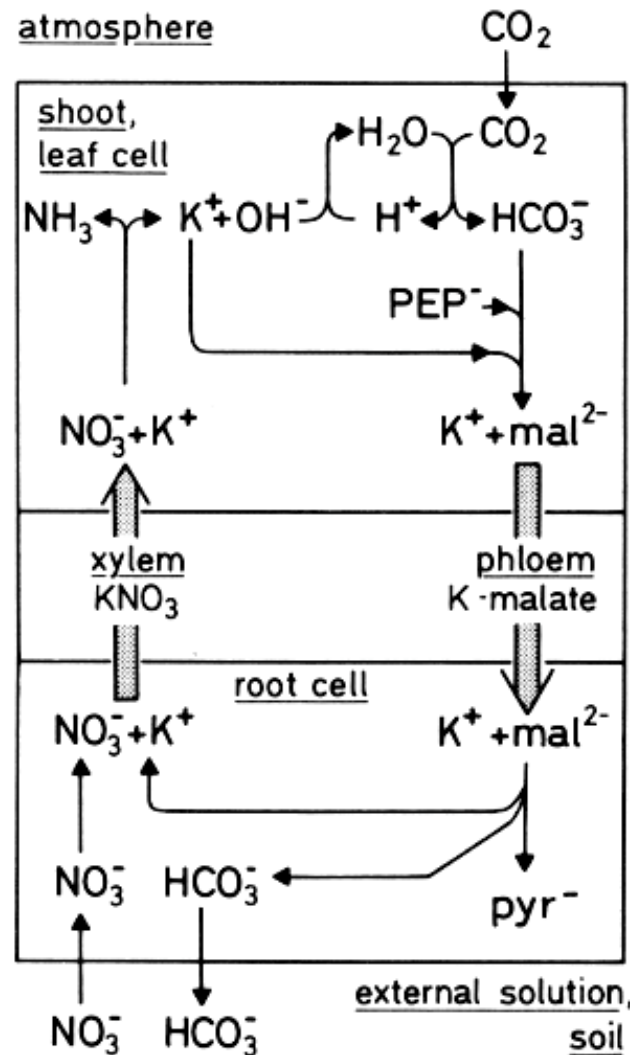 atmosphere CO₂
shoot, leaf cell
H₂O CO₂
NH₃ K⁺+OH⁻ H⁺ HCO₃⁻
PEP⁻
NO₃⁻+K⁺ K⁺+mal²⁻
xylem phloem
KNO₃ K-malate
root cell
NO₃⁻+K⁺ K⁺+mal²⁻
NO₃⁻ HCO₃⁻
pyr⁻
external solution,
NO₃⁻ HCO₃⁻ soil